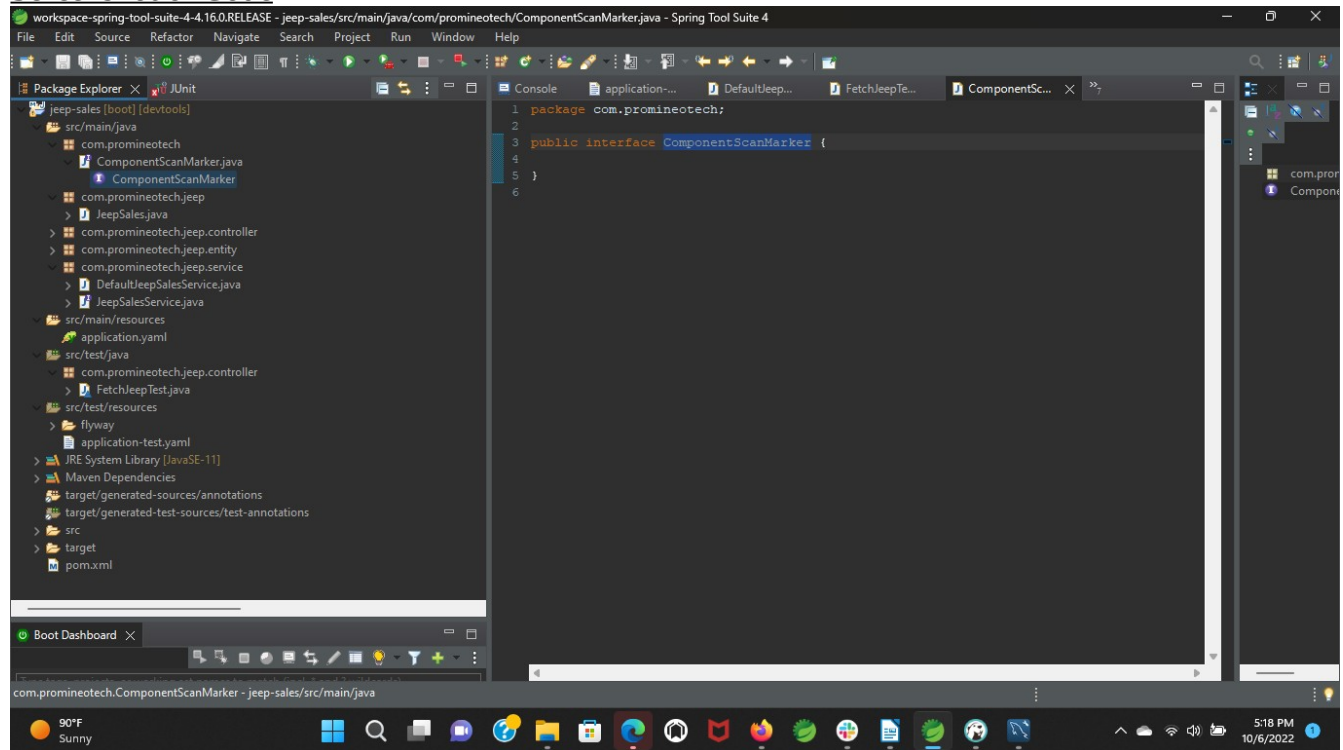 workspace-spring-tool-suite-4-4.16.0.RELEASE - jeep-sales/src/main/java/com/promineotech/ComponentScanMarker.java - Spring Tool Suite 4
File Edit Source Refactor Navigate Search Project Run Window Help
Package Explorer JUnit
Console application-... DefaultJeep... FetchJeepTe... ComponentSc... »7
jeep-sales [boot] [devtools]
src/main/java
com.promineotech
ComponentScanMarker.java
ComponentScanMarker
com.promineotech.jeep
JeepSales.java
com.promineotech.jeep.controller
com.promineotech.jeep.entity
com.promineotech.jeep.service
DefaultJeepSalesService.java
JeepSalesService.java
src/main/resources
application.yaml
src/test/java
com.promineotech.jeep.controller
FetchJeepTest.java
src/test/resources
flyway
application-test.yaml
JRE System Library [JavaSE-11]
Maven Dependencies
target/generated-sources/annotations
target/generated-test-sources/test-annotations
src
target
pom.xml
1 package com.promineotech;
2
3 public interface ComponentScanMarker {
4
5 }
6
com.pror
Compone
Boot Dashboard
com.promineotech.ComponentScanMarker - jeep-sales/src/main/java
90°F
Sunny
5:18 PM
10/6/2022
1